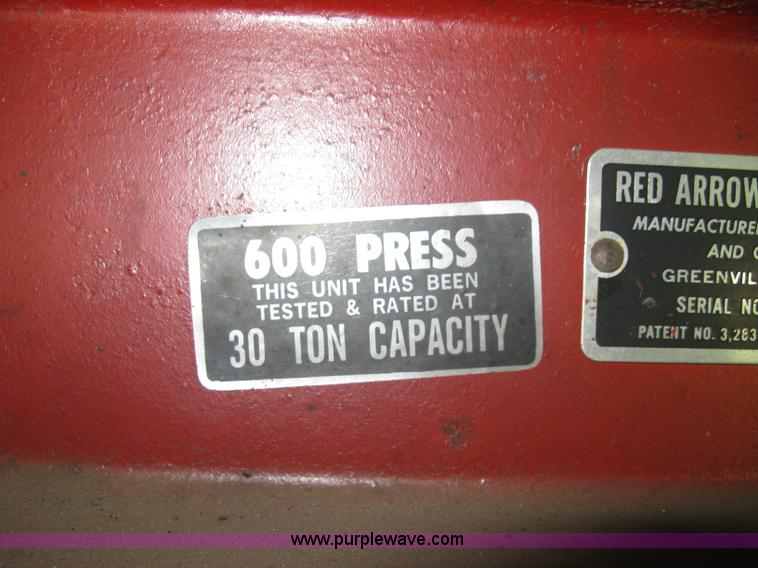 600 PRESS
THIS UNIT HAS BEEN
TESTED & RATED AT
30 TON CAPACITY
RED ARROW
MANUFACTURE
AND
GREENVIL
SERIAL NO
PATENT NO. 3,283
www.purplewave.com